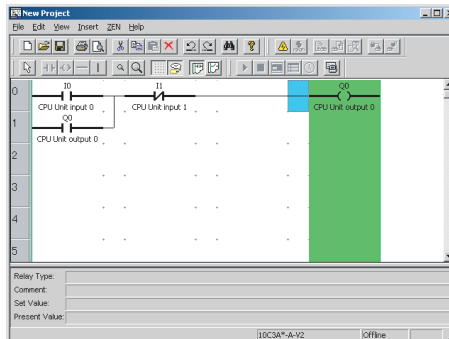 New Project
File Edit View Insert ZEN Help
0
I0 I1 Q0
CPU Unit input 0 CPU Unit input 1 CPU Unit output 0
1
Q0
CPU Unit output 0
2
3
4
5
Relay Type:
Comment:
Set Value:
Present Value:
10C3A*-A-V2 Offline